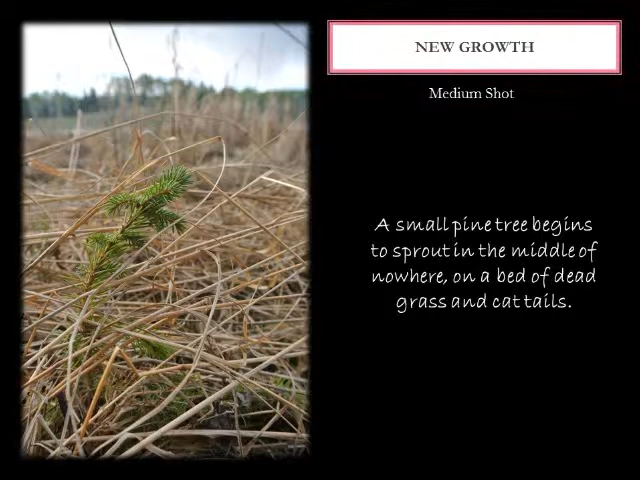 NEW GROWTH
Medium Shot
A small pine tree begins
to sprout in the middle of
nowhere, on a bed of dead
grass and cat tails.